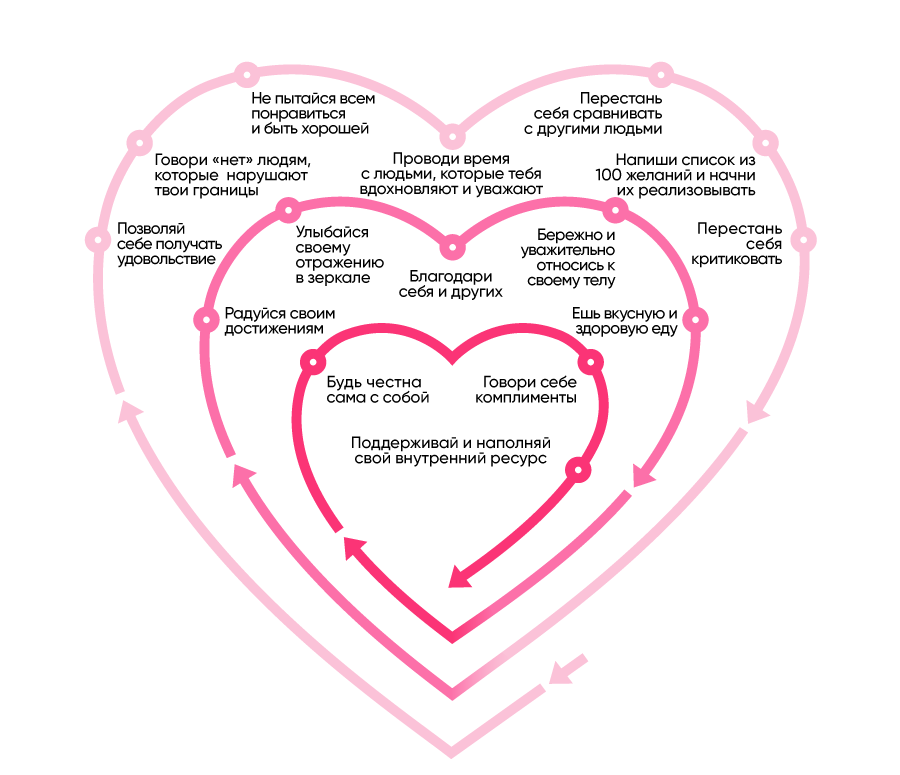 Не пытайся всем
понравиться
и быть хорошей
Перестань
себя сравнивать
с другими людьми
Говори «нет» людям,
которые нарушают
твои границы
Проводи время
с людьми, которые тебя
вдохновляют и уважают
Напиши список из
100 желаний и начни
их реализовывать
Позволяй
себе получать
удовольствие
Улыбайся
своему
отражению
в зеркале
Благодари
себя и других
Бережно и
уважительно
относись к
своему телу
Перестань
себя
критиковать
Радуйся своим
достижениям
Ешь вкусную и
здоровую еду
Будь честна
сама с собой
Говори себе
комплименты
Поддерживай и наполняй
свой внутренний ресурс